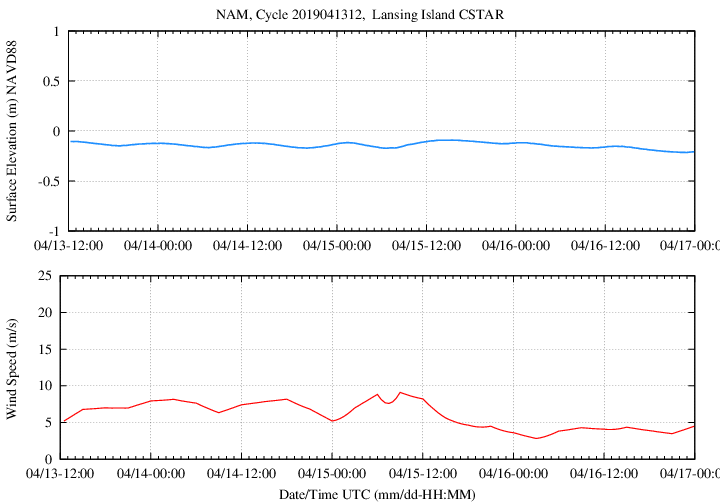 NAM, Cycle 2019041312,  Lansing Island CSTAR
Surface Elevation (m) NAVD88
1
0.5
0
-0.5
-1
04/13-12:00 04/14-00:00 04/14-12:00 04/15-00:00 04/15-12:00 04/16-00:00 04/16-12:00 04/17-00:0
Wind Speed (m/s)
25
20
15
10
5
0
04/13-12:00 04/14-00:00 04/14-12:00 04/15-00:00 04/15-12:00 04/16-00:00 04/16-12:00 04/17-00:0
Date/Time UTC (mm/dd-HH:MM)